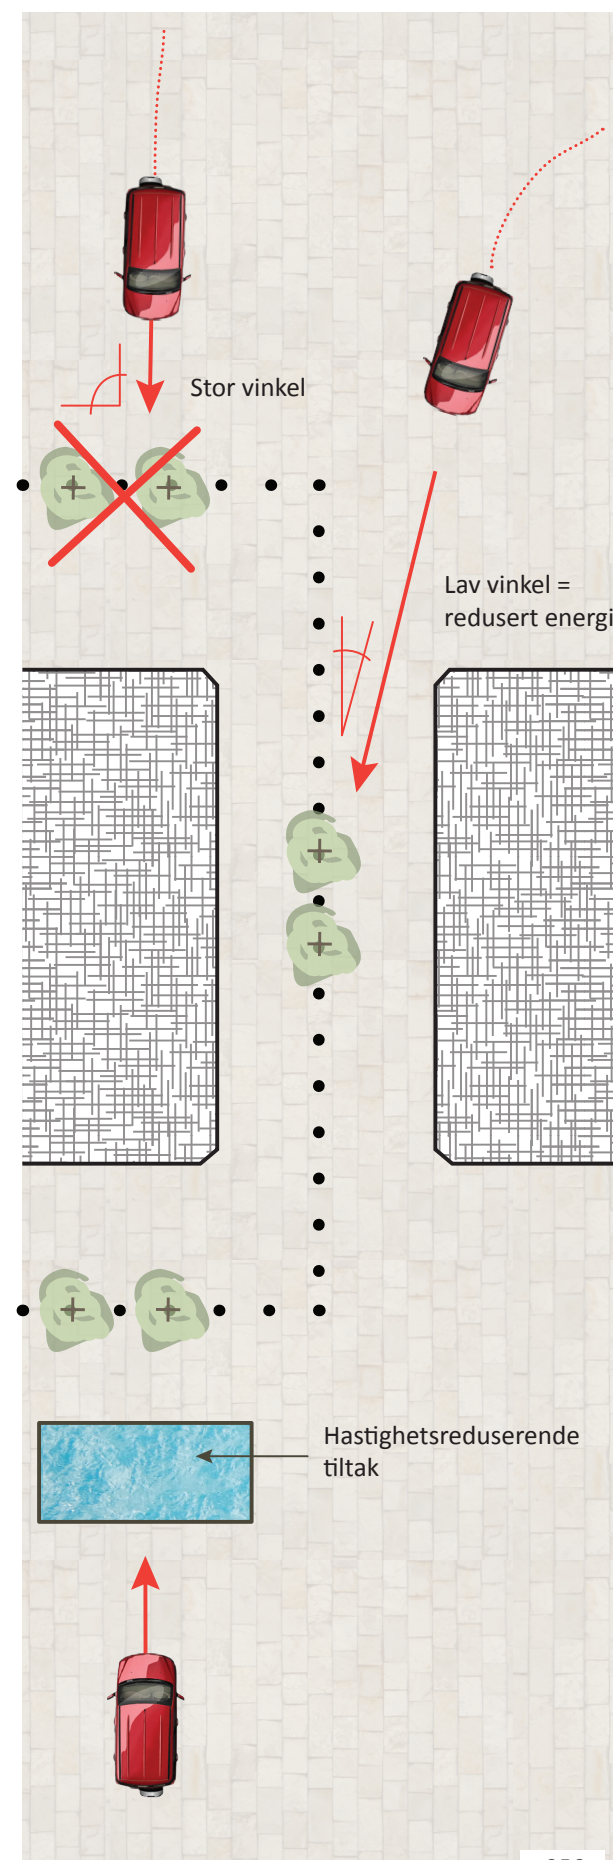 Stor vinkel
Lav vinkel =
redusert energi
Hastighetsreduserende
tiltak